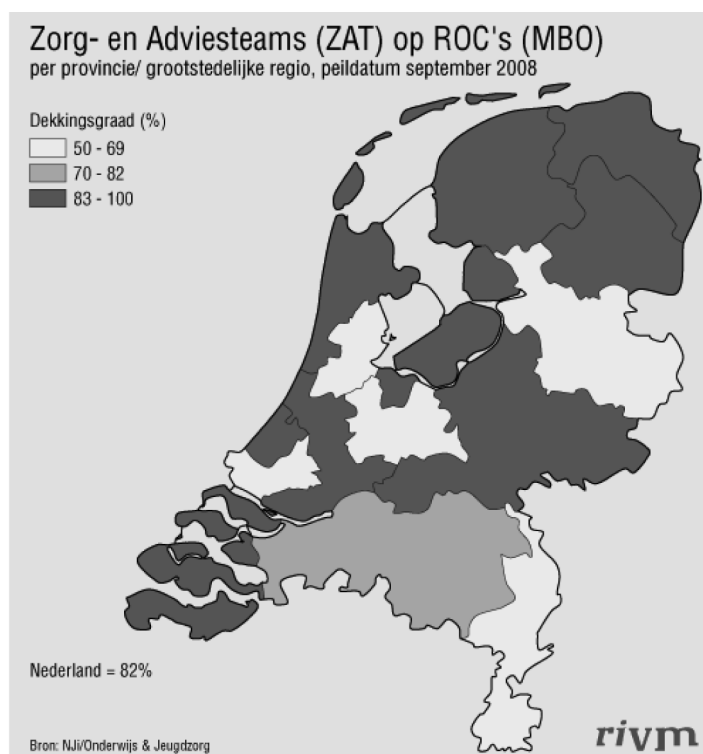 Zorg- en Adviesteams (ZAT) op ROC's (MBO)
per provincie/ grootstedelijke regio, peildatum september 2008
Dekkingsgraad (%)
50 - 69
70 - 82
83 - 100
Nederland = 82%
Bron: NJi/Onderwijs & Jeugdzorg
rivm